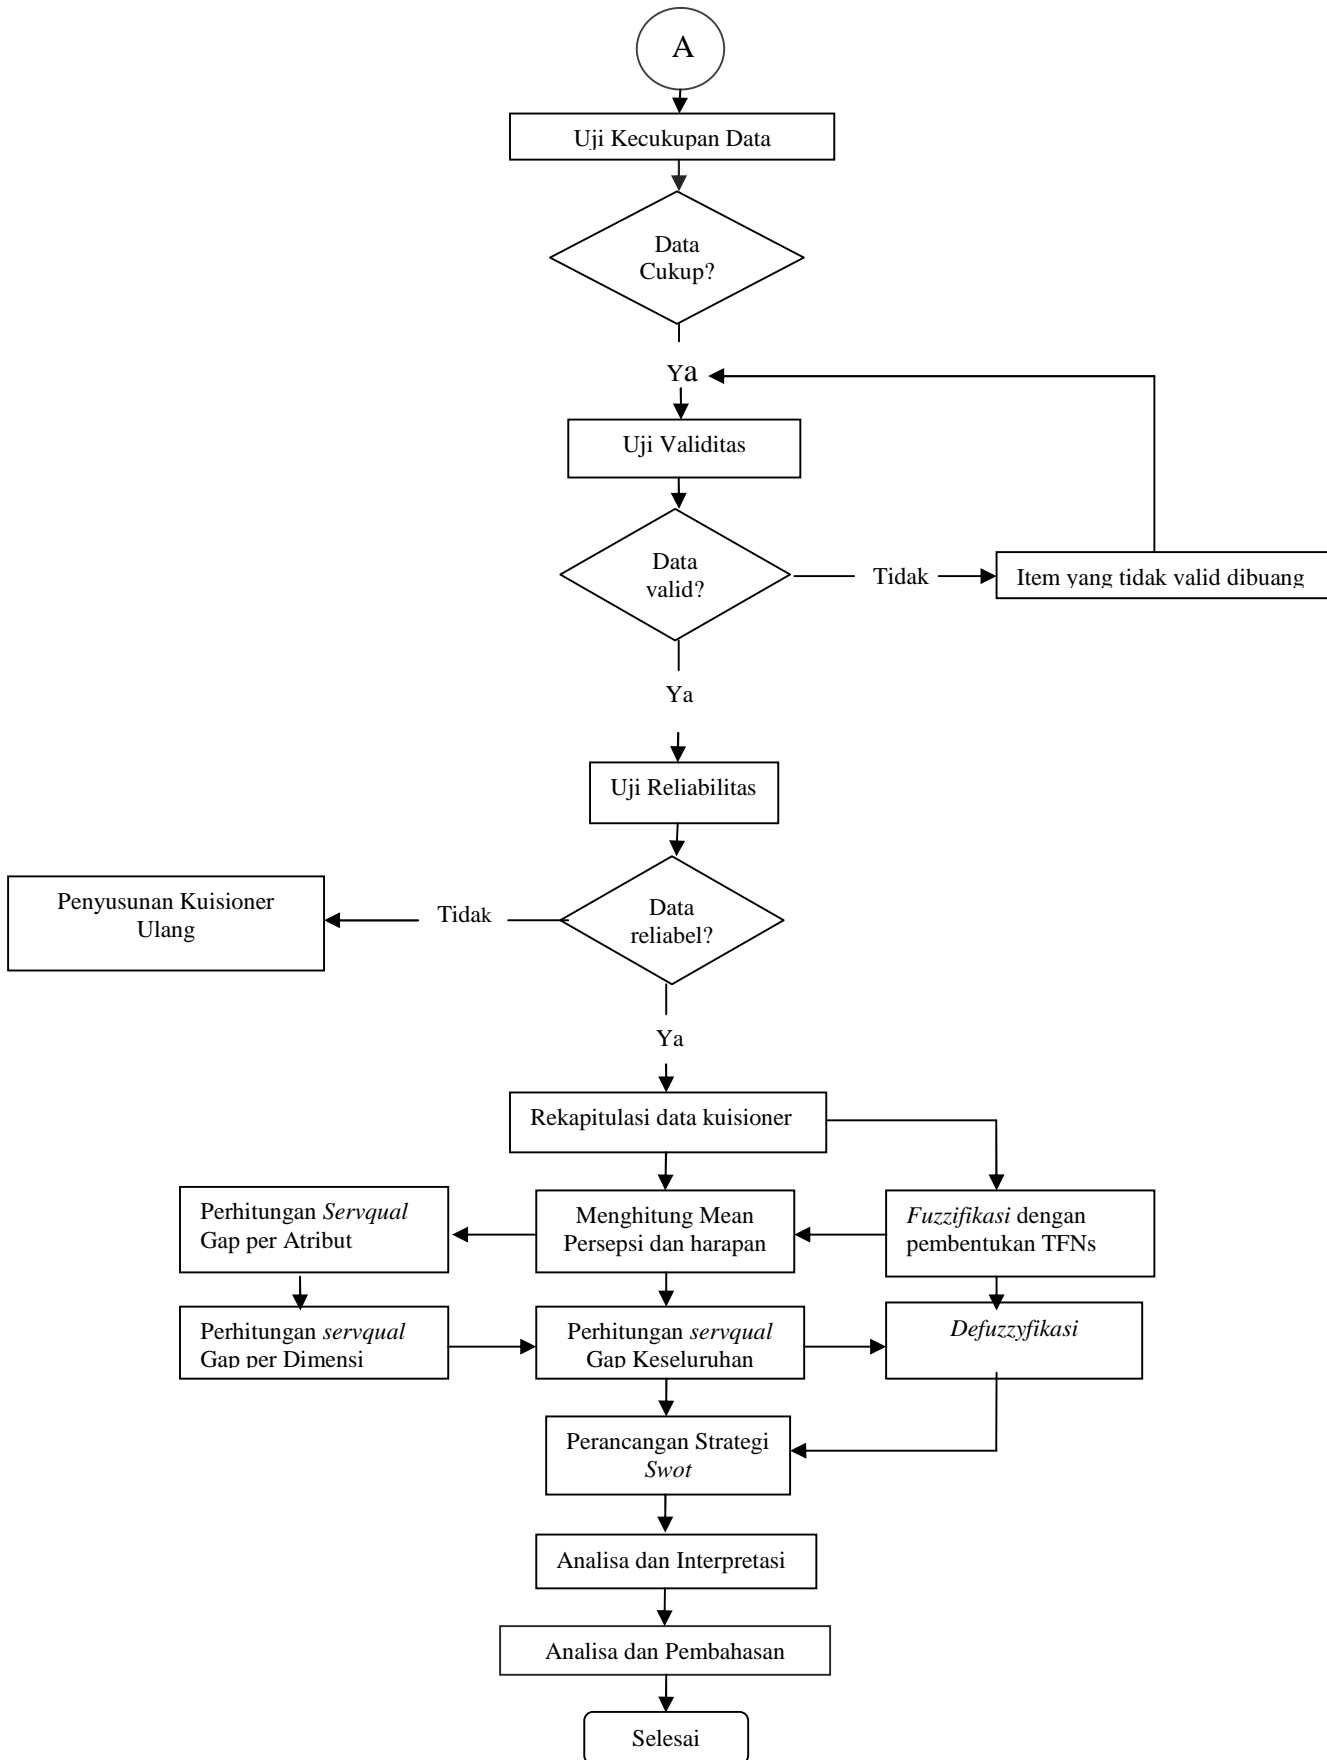 A
Uji Kecukupan Data
Data
Cukup?
Ya
Uji Validitas
Data
valid?
Tidak
Item yang tidak valid dibuang
Ya
Uji Reliabilitas
Data
reliabel?
Tidak
Penyusunan Kuisioner
Ulang
Ya
Rekapitulasi data kuisioner
Perhitungan Servqual
Gap per Atribut
Menghitung Mean
Persepsi dan harapan
Fuzzifikasi dengan
pembentukan TFNs
Perhitungan servqual
Gap per Dimensi
Perhitungan servqual
Gap Keseluruhan
Defuzzyfikasi
Perancangan Strategi
Swot
Analisa dan Interpretasi
Analisa dan Pembahasan
Selesai